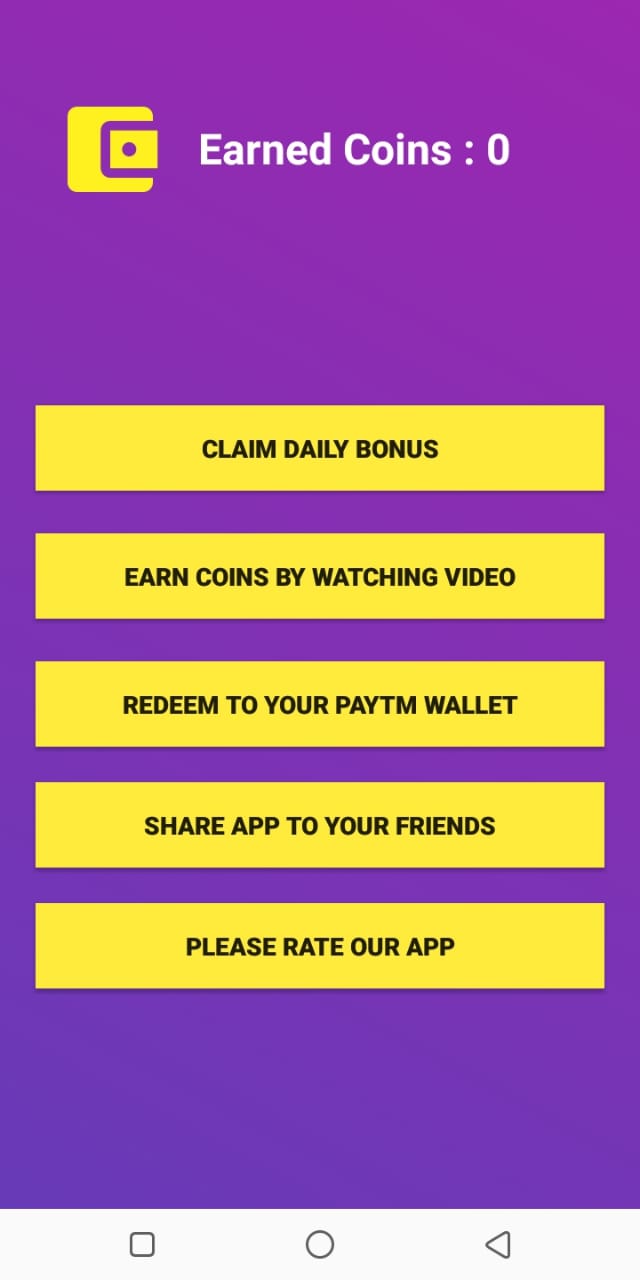 Earned Coins : 0
CLAIM DAILY BONUS
EARN COINS BY WATCHING VIDEO
REDEEM TO YOUR PAYTM WALLET
SHARE APP TO YOUR FRIENDS
PLEASE RATE OUR APP